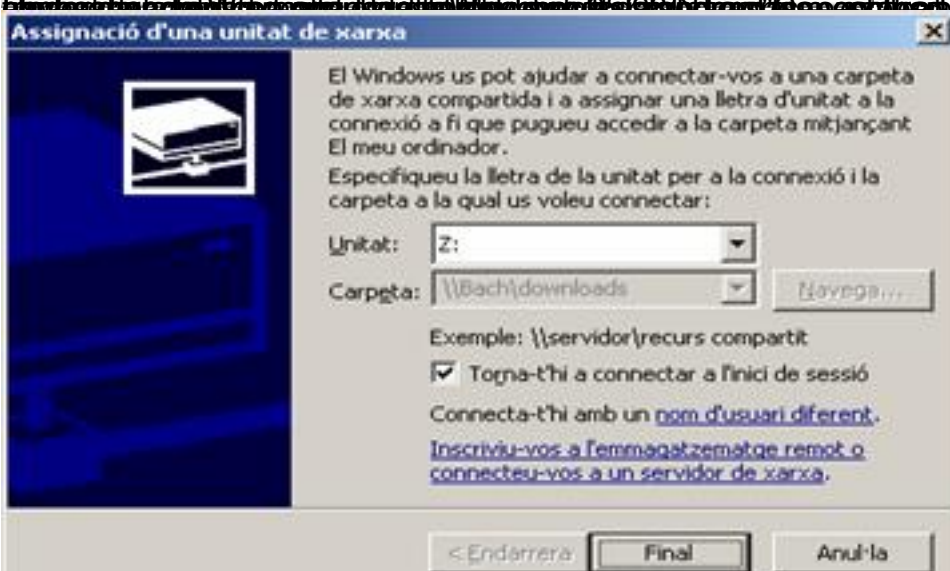 Assignació d'una unitat de xarxa
El Windows us pot ajudar a connectar-vos a una carpeta
de xarxa compartida i a assignar una lletra d'unitat a la
connexió a fi que pugueu accedir a la carpeta mitjançant
El meu ordinador.
Especifiqueu la lletra de la unitat per a la connexió i la
carpeta a la qual us voleu connectar:
Unitat: Z:
Carpeta: \\Bach\downloads Navega...
Exemple: \\servidor\recurs compartit
Torna-t'hi a connectar a l'inici de sessió
Connecta-t'hi amb un nom d'usuari diferent.
Inscriviu-vos a l'emmagatzematge remot o
connecteu-vos a un servidor de xarxa.
< Endarrera Final Anul·la